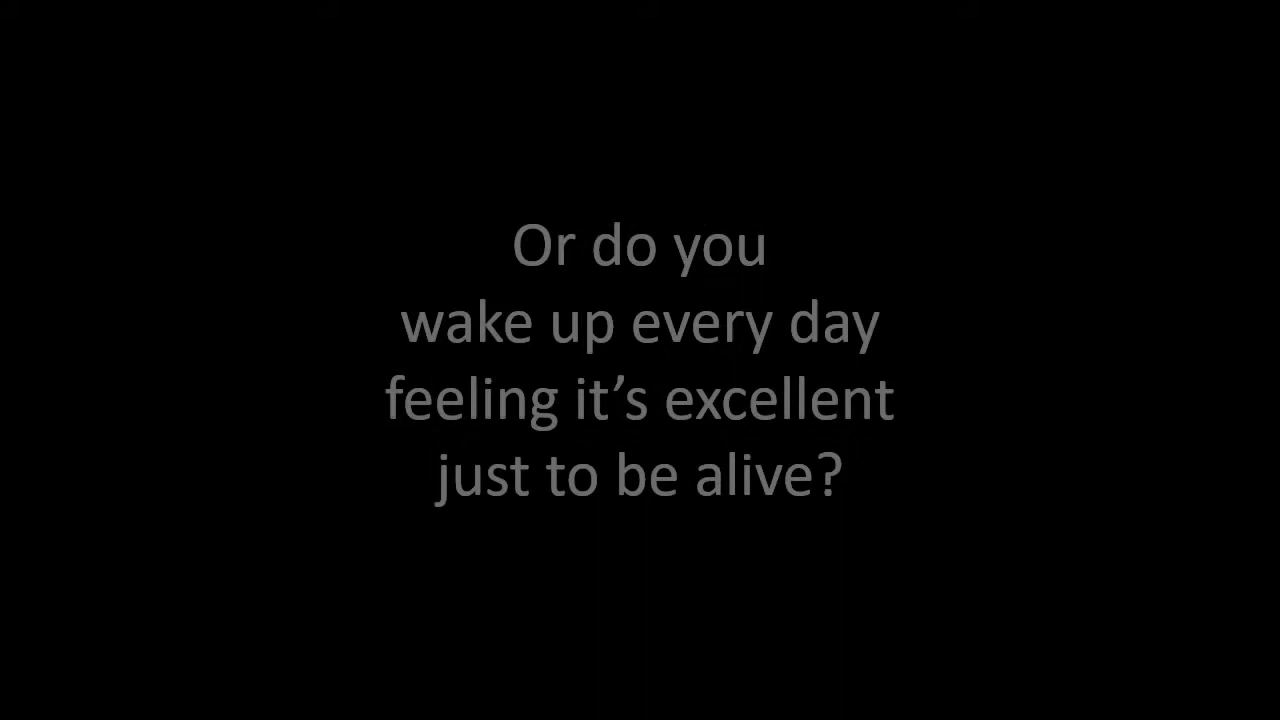 Or do you
wake up every day
feeling it’s excellent
just to be alive?